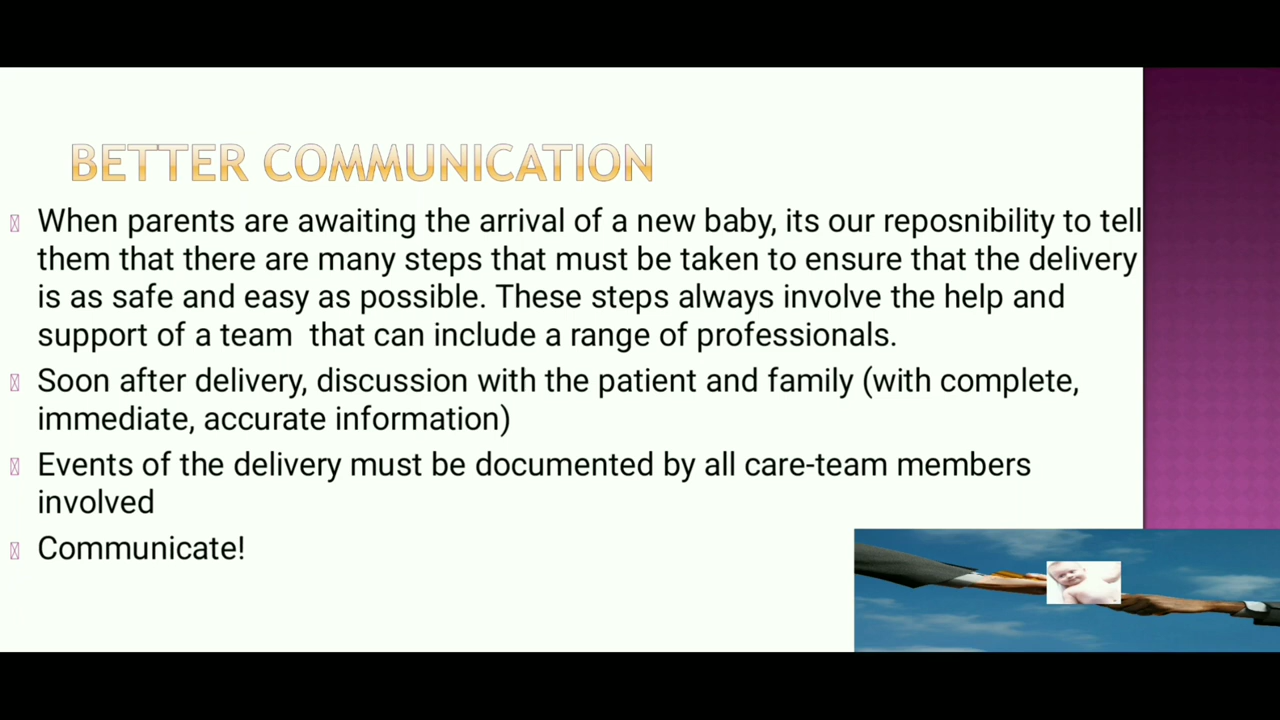 BETTER COMMUNICATION
When parents are awaiting the arrival of a new baby, its our reposnibility to tell
them that there are many steps that must be taken to ensure that the delivery
is as safe and easy as possible. These steps always involve the help and
support of a team  that can include a range of professionals.
Soon after delivery, discussion with the patient and family (with complete,
immediate, accurate information)
Events of the delivery must be documented by all care-team members
involved
Communicate!